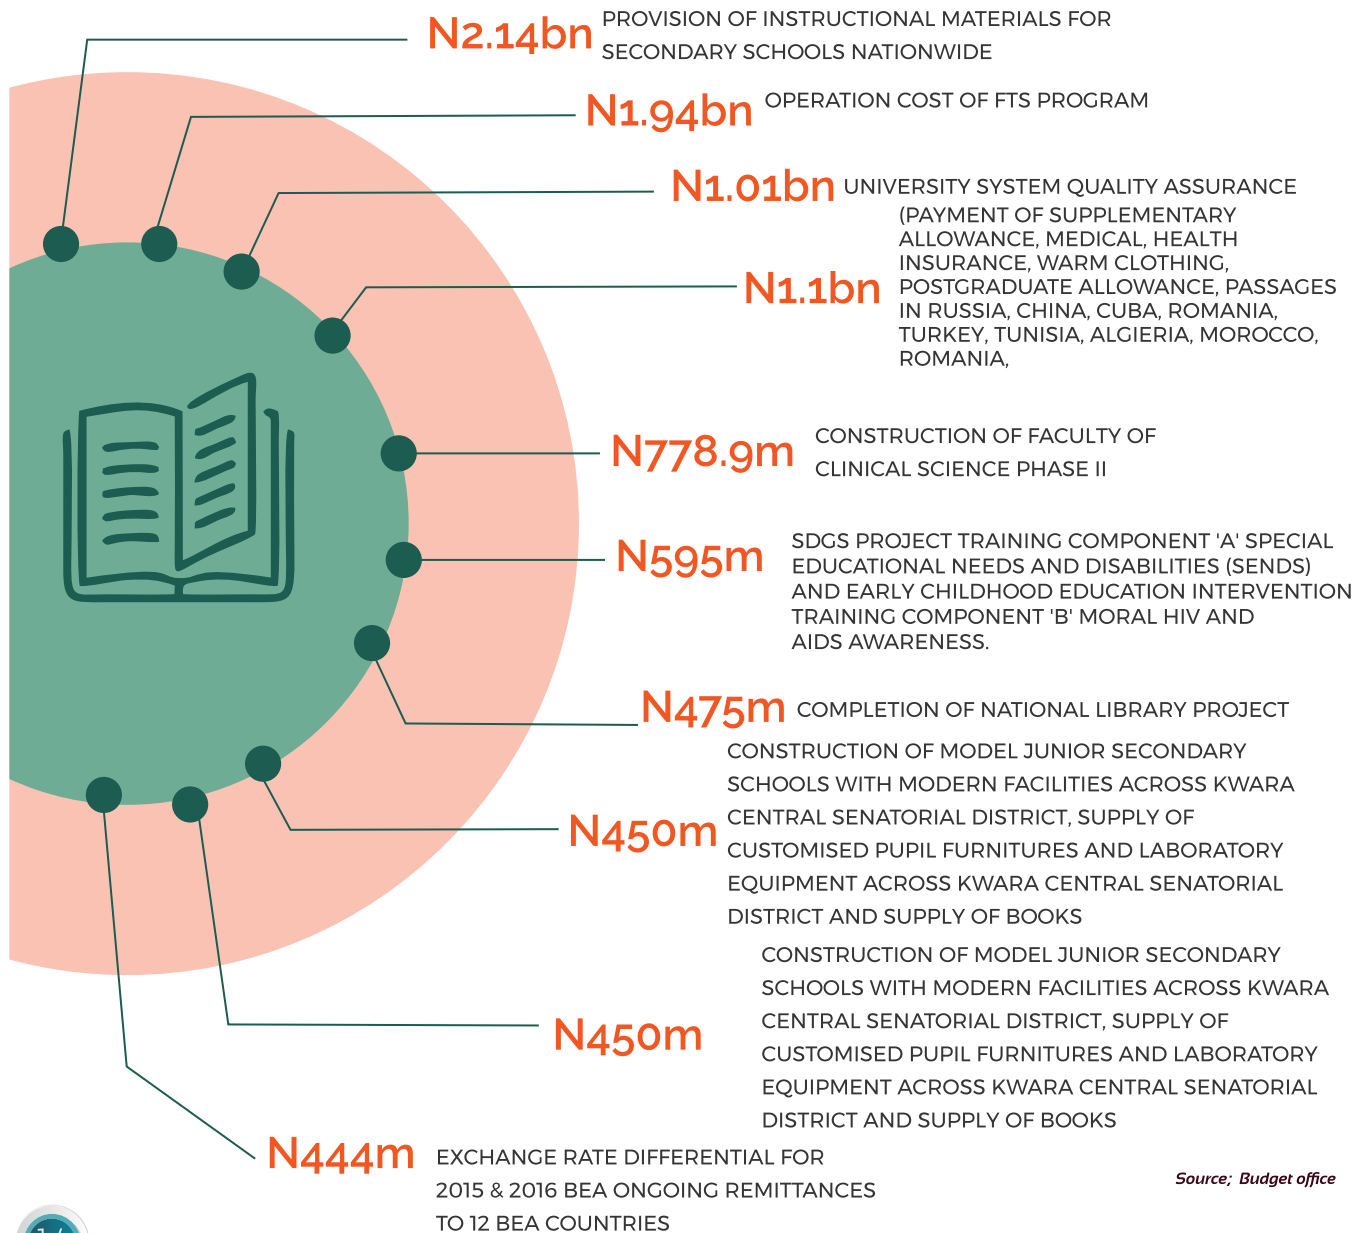 N2.14bn
PROVISION OF INSTRUCTIONAL MATERIALS FOR
SECONDARY SCHOOLS NATIONWIDE
N1.94bn
OPERATION COST OF FTS PROGRAM
N1.01bn
UNIVERSITY SYSTEM QUALITY ASSURANCE
N1.1bn
(PAYMENT OF SUPPLEMENTARY
ALLOWANCE, MEDICAL, HEALTH
INSURANCE, WARM CLOTHING,
POSTGRADUATE ALLOWANCE, PASSAGES
IN RUSSIA, CHINA, CUBA, ROMANIA,
TURKEY, TUNISIA, ALGIERIA, MOROCCO,
ROMANIA,
N778.9m
CONSTRUCTION OF FACULTY OF
CLINICAL SCIENCE PHASE II
N595m
SDGS PROJECT TRAINING COMPONENT 'A' SPECIAL
EDUCATIONAL NEEDS AND DISABILITIES (SENDS)
AND EARLY CHILDHOOD EDUCATION INTERVENTION
TRAINING COMPONENT 'B' MORAL HIV AND
AIDS AWARENESS.
N475m
COMPLETION OF NATIONAL LIBRARY PROJECT
N450m
CONSTRUCTION OF MODEL JUNIOR SECONDARY
SCHOOLS WITH MODERN FACILITIES ACROSS KWARA
CENTRAL SENATORIAL DISTRICT, SUPPLY OF
CUSTOMISED PUPIL FURNITURES AND LABORATORY
EQUIPMENT ACROSS KWARA CENTRAL SENATORIAL
DISTRICT AND SUPPLY OF BOOKS
N450m
CONSTRUCTION OF MODEL JUNIOR SECONDARY
SCHOOLS WITH MODERN FACILITIES ACROSS KWARA
CENTRAL SENATORIAL DISTRICT, SUPPLY OF
CUSTOMISED PUPIL FURNITURES AND LABORATORY
EQUIPMENT ACROSS KWARA CENTRAL SENATORIAL
DISTRICT AND SUPPLY OF BOOKS
N444m
EXCHANGE RATE DIFFERENTIAL FOR
2015 & 2016 BEA ONGOING REMITTANCES
TO 12 BEA COUNTRIES
Source; Budget office